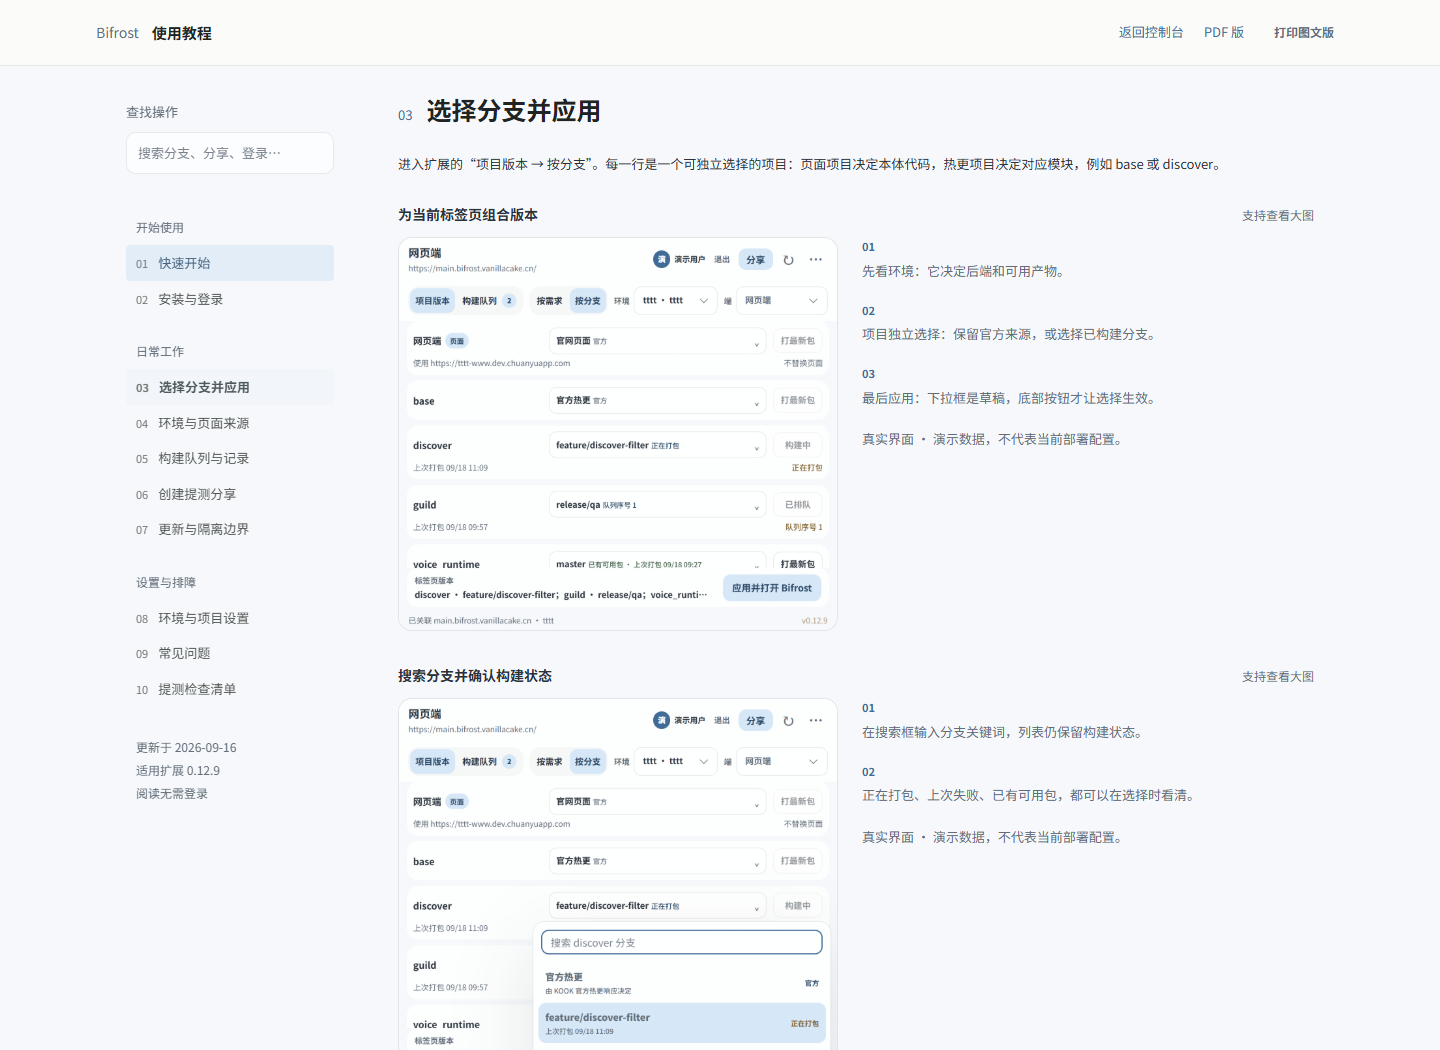 Bifrost 使用教程
返回控制台 PDF 版 打印图文版
查找操作
搜索分支、分享、登录…
开始使用
01 快速开始
02 安装与登录
日常工作
03 选择分支并应用
04 环境与页面来源
05 构建队列与记录
06 创建提测分享
07 更新与隔离边界
设置与排障
08 环境与项目设置
09 常见问题
10 提测检查清单
更新于 2026-09-16
适用扩展 0.12.9
阅读无需登录
03 选择分支并应用
进入扩展的“项目版本 → 按分支”。每一行是一个可独立选择的项目：页面项目决定本体代码，热更项目决定对应模块，例如 base 或 discover。
为当前标签页组合版本 支持查看大图
网页端
https://main.bifrost.vanillacake.cn/
演 演示用户 退出 分享
项目版本 构建队列 2 按需求 按分支 环境 tttt · tttt 端 网页端
网页端 页面 官网页面 官方 打最新包
使用 https://tttt-www.dev.chuanyuapp.com 不替换页面
base 官方热更 官方 打最新包
discover feature/discover-filter 正在打包 构建中
上次打包 09/18 11:09 正在打包
guild release/qa 队列序号 1 已排队
上次打包 09/18 09:57 队列序号 1
voice_runtime master 已有可用包 · 上次打包 09/18 09:27 打最新包
标签页版本
discover · feature/discover-filter；guild · release/qa；voice_runti… 应用并打开 Bifrost
已关联 main.bifrost.vanillacake.cn · tttt v0.12.9
01
先看环境：它决定后端和可用产物。
02
项目独立选择：保留官方来源，或选择已构建分支。
03
最后应用：下拉框是草稿，底部按钮才让选择生效。
真实界面 · 演示数据，不代表当前部署配置。
搜索分支并确认构建状态 支持查看大图
网页端
https://main.bifrost.vanillacake.cn/
演 演示用户 退出 分享
项目版本 构建队列 2 按需求 按分支 环境 tttt · tttt 端 网页端
网页端 页面 官网页面 官方 打最新包
使用 https://tttt-www.dev.chuanyuapp.com 不替换页面
base 官方热更 官方 打最新包
discover feature/discover-filter 正在打包 构建中
上次打包 09/18 11:09
搜索 discover 分支
guild
官方热更
上次打包 09/18 09:57
由 KOOK 官方热更响应决定 官方
feature/discover-filter
voice_runtime
上次打包 09/18 11:09 正在打包
标签页版本
01
在搜索框输入分支关键词，列表仍保留构建状态。
02
正在打包、上次失败、已有可用包，都可以在选择时看清。
真实界面 · 演示数据，不代表当前部署配置。